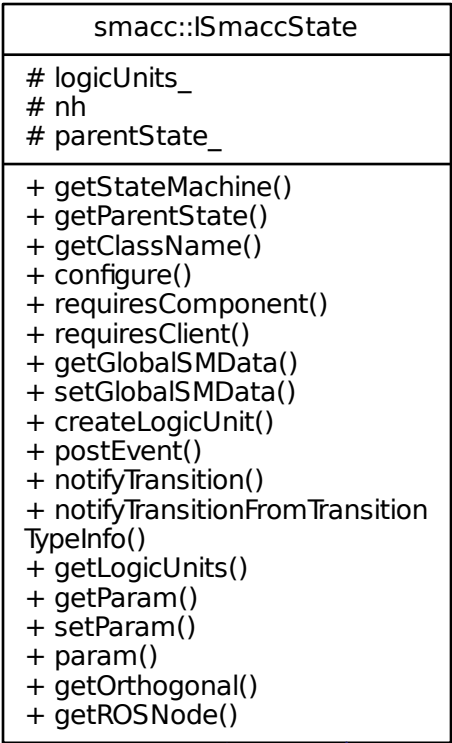 smacc::ISmaccState
# logicUnits_
# nh
# parentState_
+ getStateMachine()
+ getParentState()
+ getClassName()
+ configure()
+ requiresComponent()
+ requiresClient()
+ getGlobalSMData()
+ setGlobalSMData()
+ createLogicUnit()
+ postEvent()
+ notifyTransition()
+ notifyTransitionFromTransition
TypeInfo()
+ getLogicUnits()
+ getParam()
+ setParam()
+ param()
+ getOrthogonal()
+ getROSNode()